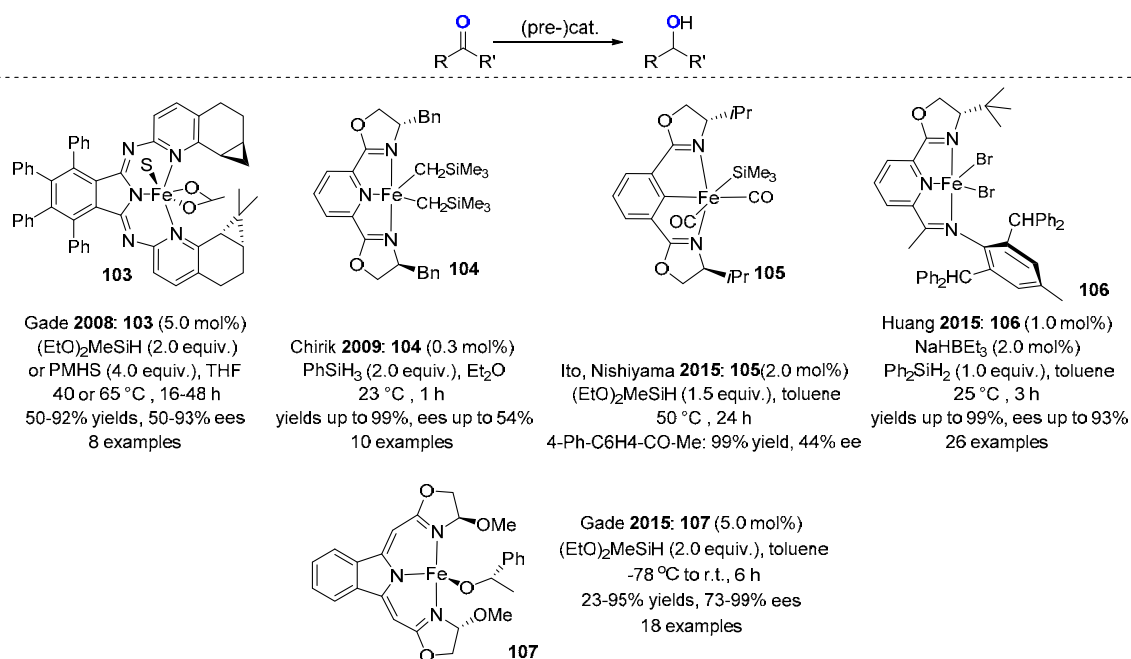 O
OH
(pre-)cat.
R R'
R R'
N
N
S
Ph
Ph
Ph
Ph
N
Fe
O
O
N
N
103
O
Bn
N
N
Fe
CH2SiMe3
CH2SiMe3
N
O
Bn
104
O
iPr
N
SiMe3
Fe
CO
OC
N
O
iPr
105
O
N
Br
N
Fe
Br
N
CHPh2
Ph2HC
106
Gade 2008: 103 (5.0 mol%)
(EtO)2MeSiH (2.0 equiv.)
or PMHS (4.0 equiv.), THF
40 or 65 °C , 16-48 h
50-92% yields, 50-93% ees
8 examples
Chirik 2009: 104 (0.3 mol%)
PhSiH3 (2.0 equiv.), Et2O
23 °C , 1 h
yields up to 99%, ees up to 54%
10 examples
Ito, Nishiyama 2015: 105(2.0 mol%)
(EtO)2MeSiH (1.5 equiv.), toluene
50 °C , 24 h
4-Ph-C6H4-CO-Me: 99% yield, 44% ee
Huang 2015: 106 (1.0 mol%)
NaHBEt3 (2.0 mol%)
Ph2SiH2 (1.0 equiv.), toluene
25 °C , 3 h
yields up to 99%, ees up to 93%
26 examples
O
OMe
N
Ph
N
Fe
O
N
OMe
O
107
Gade 2015: 107 (5.0 mol%)
(EtO)2MeSiH (2.0 equiv.), toluene
-78 °C to r.t., 6 h
23-95% yields, 73-99% ees
18 examples